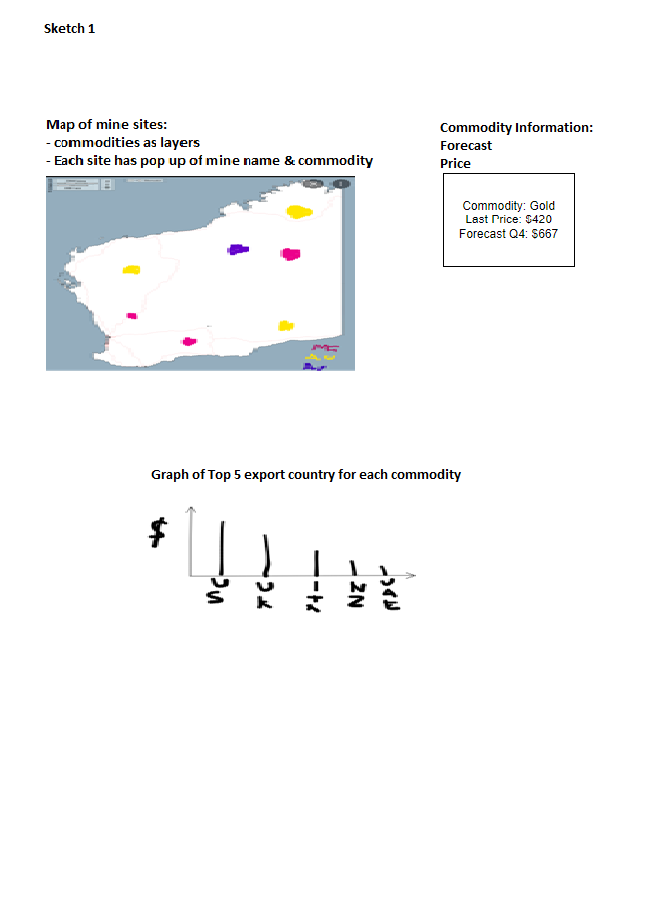 Sketch 1
Map of mine sites:
- commodities as layers
- Each site has pop up of mine name & commodity
Commodity Information:
Forecast
Price
Commodity: Gold
Last Price: $420
Forecast Q4: $667
Graph of Top 5 export country for each commodity
$
US
UK
NZ
UAE